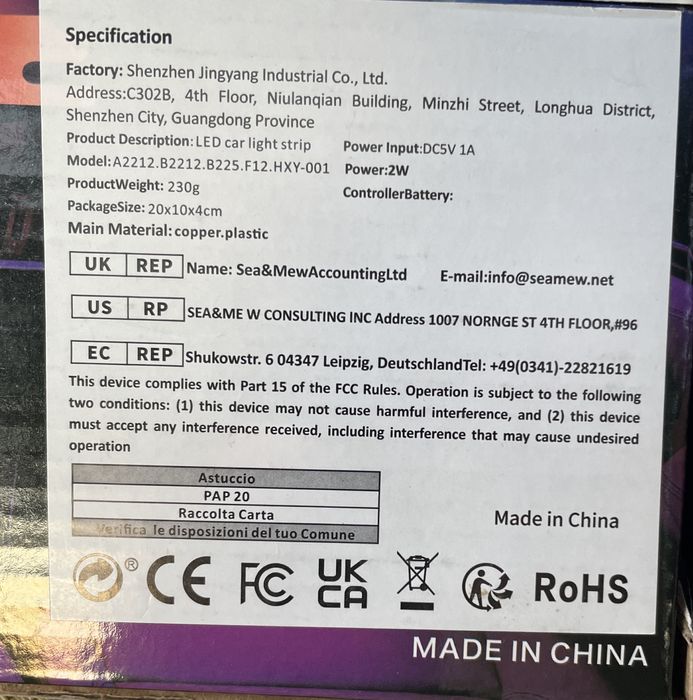 Specification
Factory: Shenzhen Jingyang Industrial Co., Ltd.
Address:C302B, 4th Floor, Niulanqian Building, Minzhi Street, Longhua District,
Shenzhen City, Guangdong Province
Product Description: LED car light strip
Power Input:DC5V 1A
Model:A2212.B2212.B225.F12.HXY-001
Power:2W
ProductWeight: 230g
ControllerBattery:
PackageSize: 20x10x4cm
Main Material: copper.plastic
UK REP Name: Sea&MewAccountingLtd E-mail:info@seamew.net
US RP SEA&ME W CONSULTING INC Address 1007 NORNGE ST 4TH FLOOR,#96
EC REP Shukowstr. 6 04347 Leipzig, DeutschlandTel: +49(0341)-22821619
This device complies with Part 15 of the FCC Rules. Operation is subject to the following
two conditions: (1) this device may not cause harmful interference, and (2) this device
must accept any interference received, including interference that may cause undesired
operation
Astuccio
PAP 20
Raccolta Carta
Verifica le disposizioni del tuo Comune
Made in China
® CE FC UK CA RoHS
MADE IN CHINA